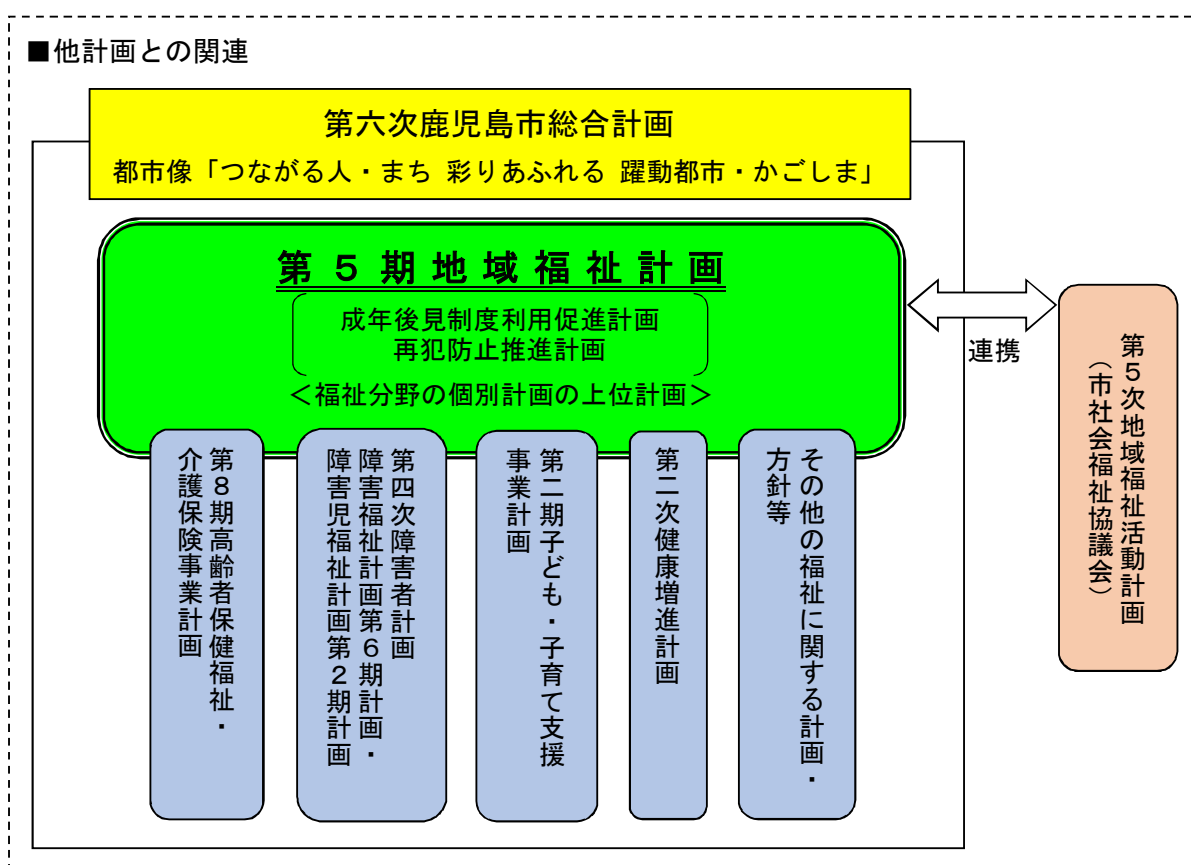 ■他計画との関連
第六次鹿児島市総合計画
都市像「つながる人・まち 彩りあふれる 躍動都市・かごしま」
第５期地域福祉計画
成年後見制度利用促進計画
再犯防止推進計画
＜福祉分野の個別計画の上位計画＞
連携
第８期高齢者保健福祉・
介護保険事業計画
第四次障害者計画
障害福祉計画第６期計画・
障害児福祉計画第２期計画
第二期子ども・子育て支援
事業計画
第二次健康増進計画
その他の福祉に関する計画・
方針等
第５次地域福祉活動計画
（市社会福祉協議会）